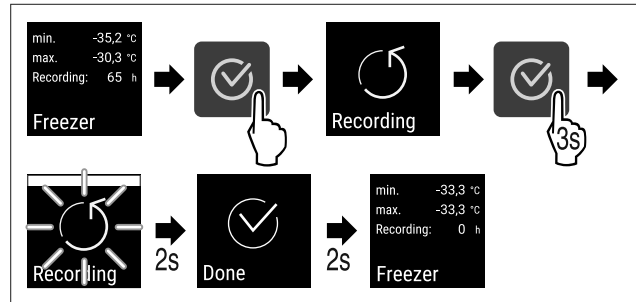 min. -35,2 °C
max. -30,3 °C
Recording: 65 h
Freezer
Recording
3s
Recording
2s
Done
2s
min. -33,3 °C
max. -33,3 °C
Recording: 0 h
Freezer